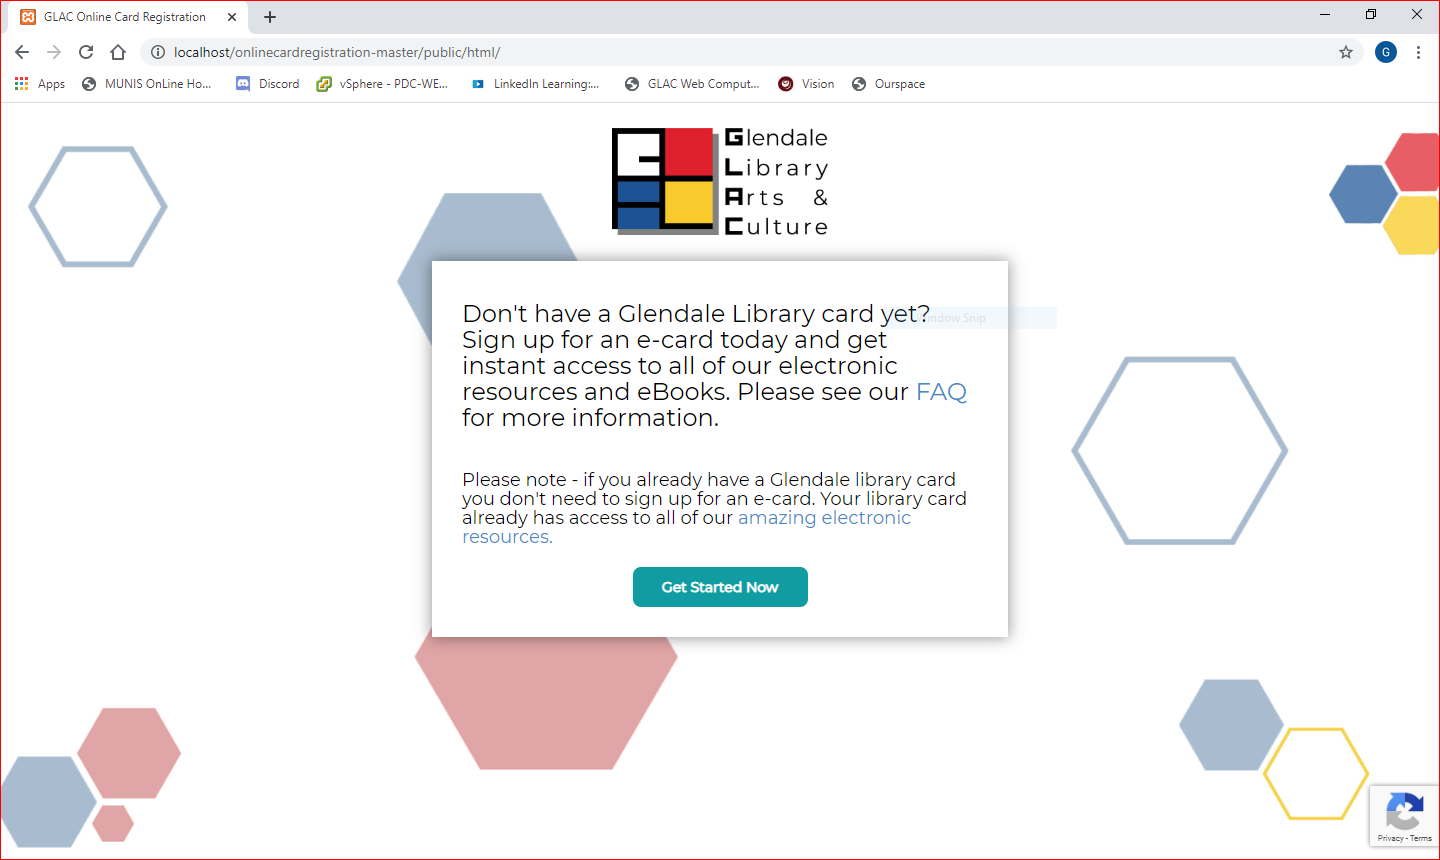 GLAC Online Card Registration
localhost/onlinecardregistration-master/public/html/
G
Apps MUNIS OnLine Ho... Discord vSphere - PDC-WE... LinkedIn Learning:... GLAC Web Comput... Vision Ourspace
Glendale
Library
Arts &
Culture
Don't have a Glendale Library card yet?
Sign up for an e-card today and get
instant access to all of our electronic
resources and eBooks. Please see our FAQ
for more information.
Window Snip
Please note - if you already have a Glendale library card
you don't need to sign up for an e-card. Your library card
already has access to all of our amazing electronic
resources.
Get Started Now
Privacy - Terms